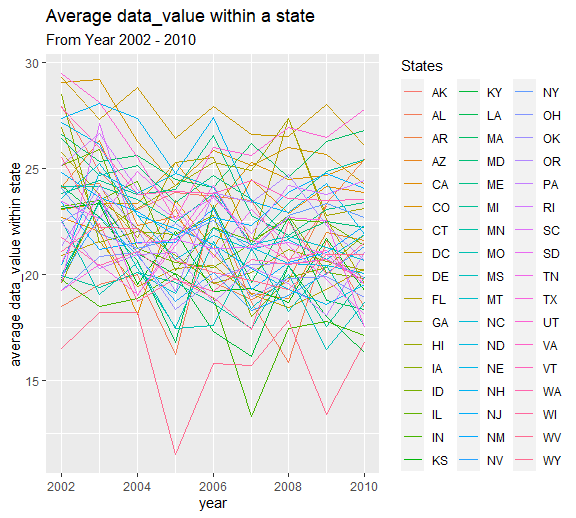 Average data_value within a state
From Year 2002 - 2010
30
25
20
15
average data_value within state
2002
2004
2006
2008
2010
year
States
AK KY NY
AL LA OH
AR MA OK
AZ MD OR
CA ME PA
CO MI RI
CT MN SC
DC MO SD
DE MS TN
FL MT TX
GA NC UT
HI ND VA
IA NE VT
ID NH WA
IL NJ WI
IN NM WV
KS NV WY